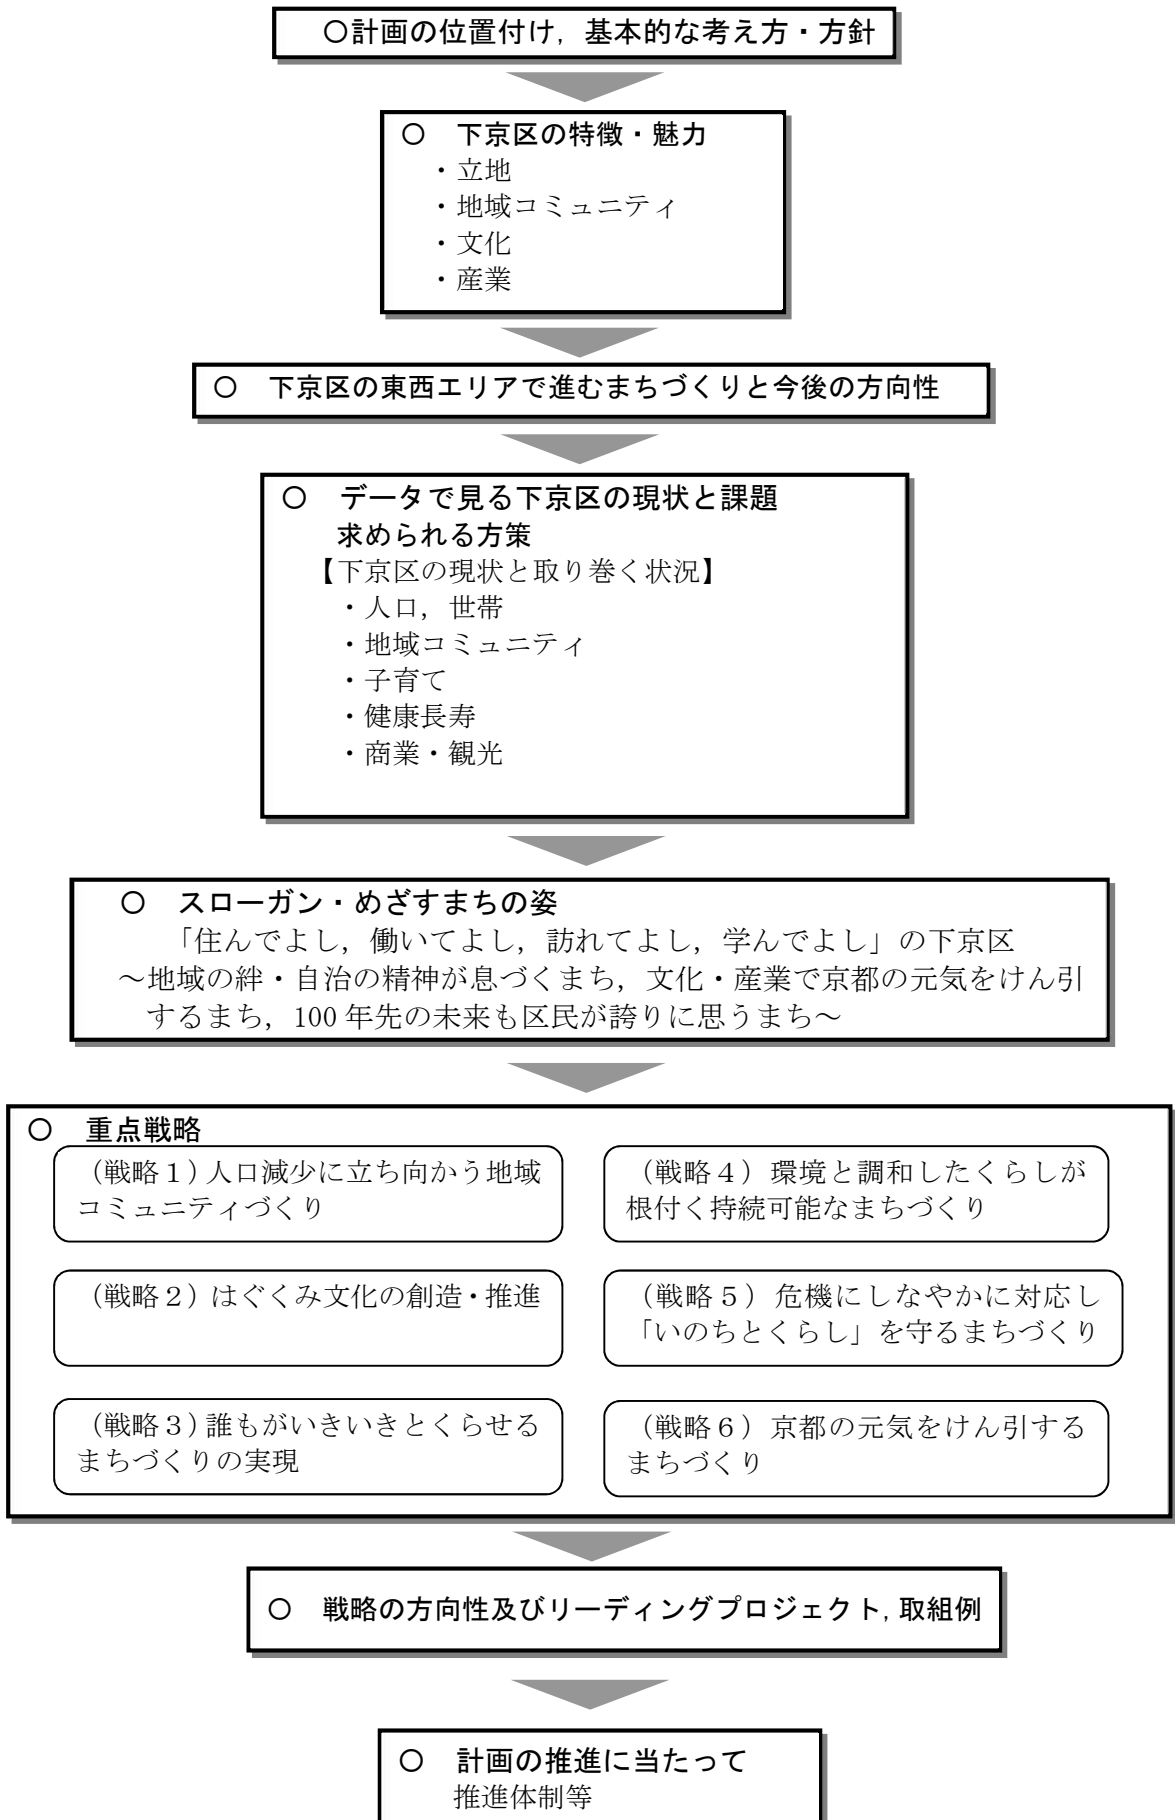 ○計画の位置付け，基本的な考え方・方針
○　下京区の特徴・魅力
・立地
・地域コミュニティ
・文化
・産業
○　下京区の東西エリアで進むまちづくりと今後の方向性
○　データで見る下京区の現状と課題
求められる方策
【下京区の現状と取り巻く状況】
・人口，世帯
・地域コミュニティ
・子育て
・健康長寿
・商業・観光
○　スローガン・めざすまちの姿
「住んでよし，働いてよし，訪れてよし，学んでよし」の下京区
～地域の絆・自治の精神が息づくまち，文化・産業で京都の元気をけん引
するまち，100 年先の未来も区民が誇りに思うまち～
○　重点戦略
（戦略１）人口減少に立ち向かう地域
コミュニティづくり
（戦略２）はぐくみ文化の創造・推進
（戦略３）誰もがいきいきとくらせる
まちづくりの実現
（戦略４）環境と調和したくらしが
根付く持続可能なまちづくり
（戦略５）危機にしなやかに対応し
「いのちとくらし」を守るまちづくり
（戦略６）京都の元気をけん引する
まちづくり
○　戦略の方向性及びリーディングプロジェクト，取組例
○　計画の推進に当たって
推進体制等